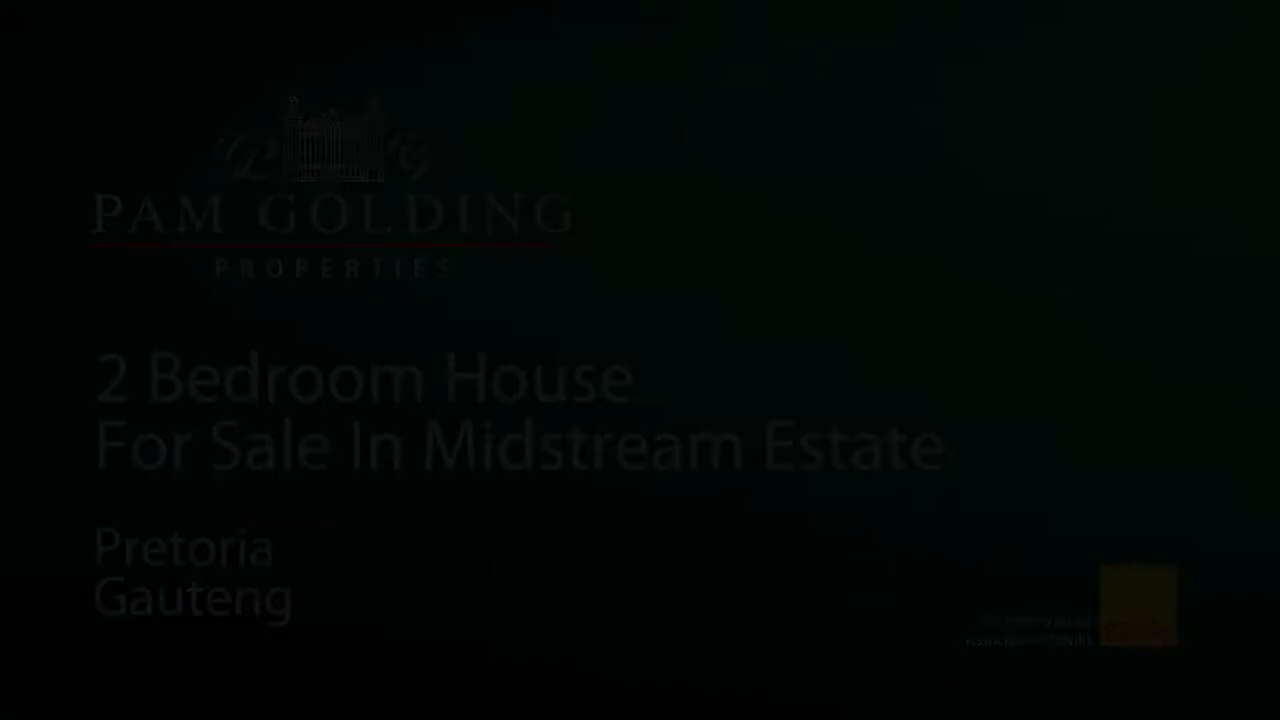 PAM GOLDING
PROPERTIES
2 Bedroom House
For Sale In Midstream Estate
Pretoria
Gauteng